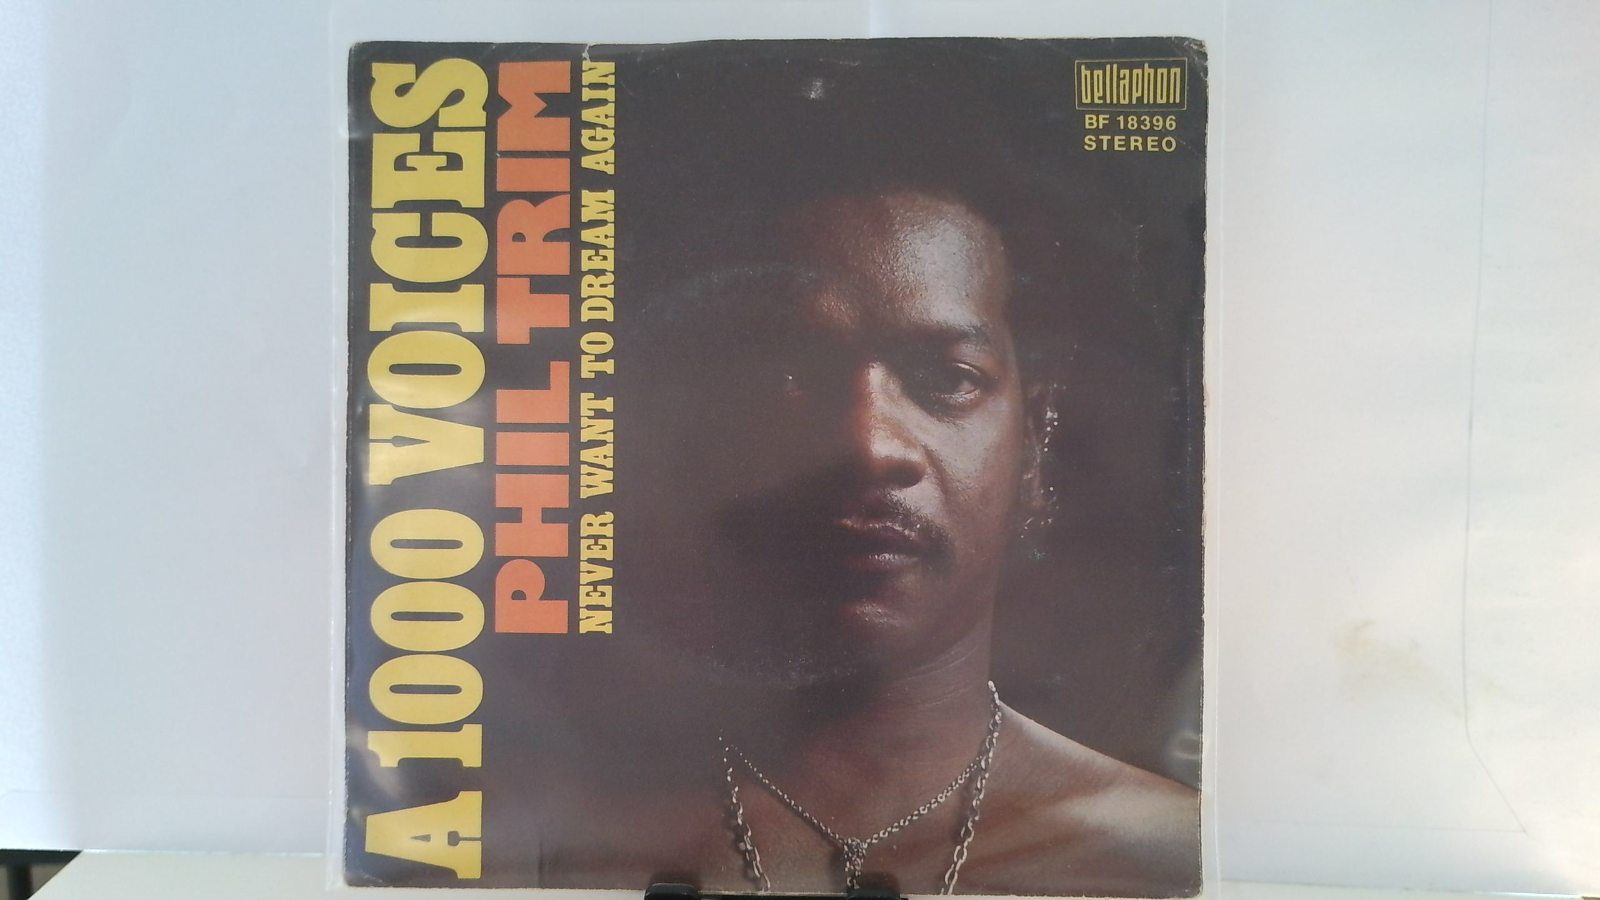 A 1000 VOICES
PHIL TRIM
NEVER WANT TO DREAM AGAIN
bellaphon
BF 18396
STEREO